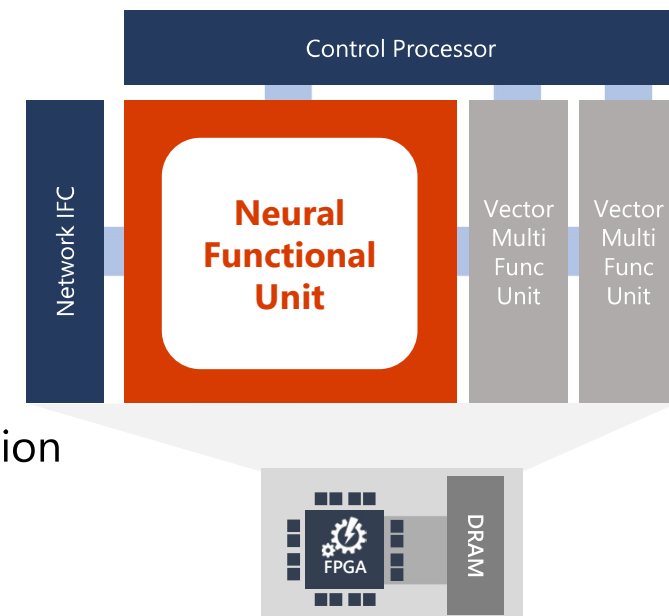 Control Processor
Network IFC
Neural
Functional
Unit
Vector
Multi
Func
Unit
Vector
Multi
Func
Unit
ion
FPGA
DRAM